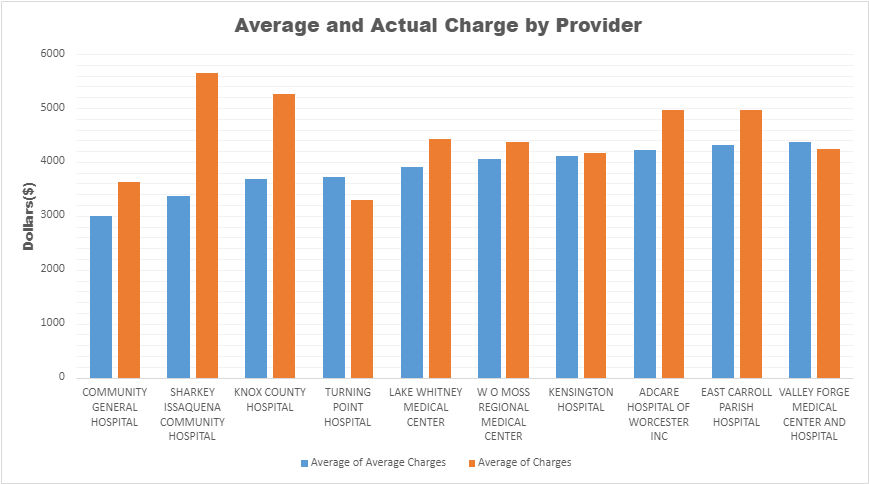 Average and Actual Charge by Provider
6000
5000
4000
3000
2000
1000
0
Dollars($)
COMMUNITY
GENERAL
HOSPITAL
SHARKEY
ISSAQUENA
COMMUNITY
HOSPITAL
KNOX COUNTY
HOSPITAL
TURNING
POINT
HOSPITAL
LAKE WHITNEY
MEDICAL
CENTER
W O MOSS
REGIONAL
MEDICAL
CENTER
KENSINGTON
HOSPITAL
ADCARE
HOSPITAL OF
WORCESTER
INC
EAST CARROLL
PARISH
HOSPITAL
VALLEY FORGE
MEDICAL
CENTER AND
HOSPITAL
Average of Average Charges
Average of Charges